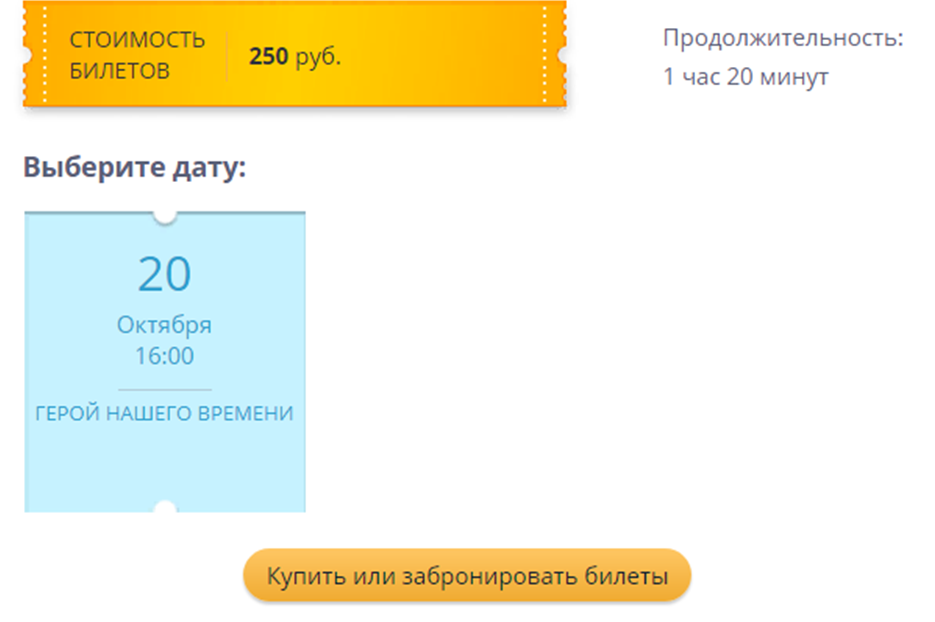 СТОИМОСТЬ
БИЛЕТОВ
250 руб.
Продолжительность:
1 час 20 минут
Выберите дату:
20
Октября
16:00
ГЕРОЙ НАШЕГО ВРЕМЕНИ
Купить или забронировать билеты